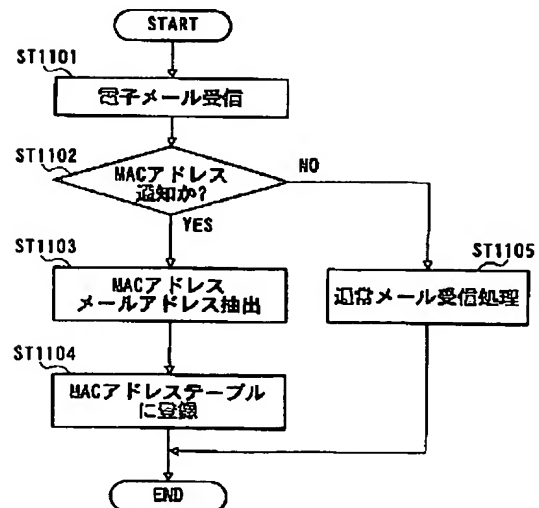 START
ST1101
電子メール受信
ST1102
MACアドレス
通知か?
NO
YES
ST1103
MACアドレス
メールアドレス抽出
ST1105
通常メール受信処理
ST1104
MACアドレステーブル
に登録
END